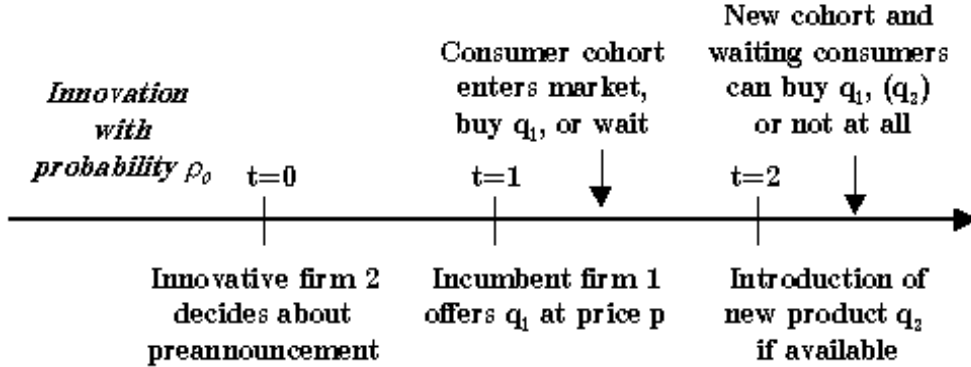 Innovation
with
probability ρ₀
t=0
Innovative firm 2
decides about
preannouncement
Consumer cohort
enters market,
buy q₁, or wait
t=1
Incumbent firm 1
offers q₁ at price p
New cohort and
waiting consumers
can buy q₁, (q₂)
or not at all
t=2
Introduction of
new product q₂
if available